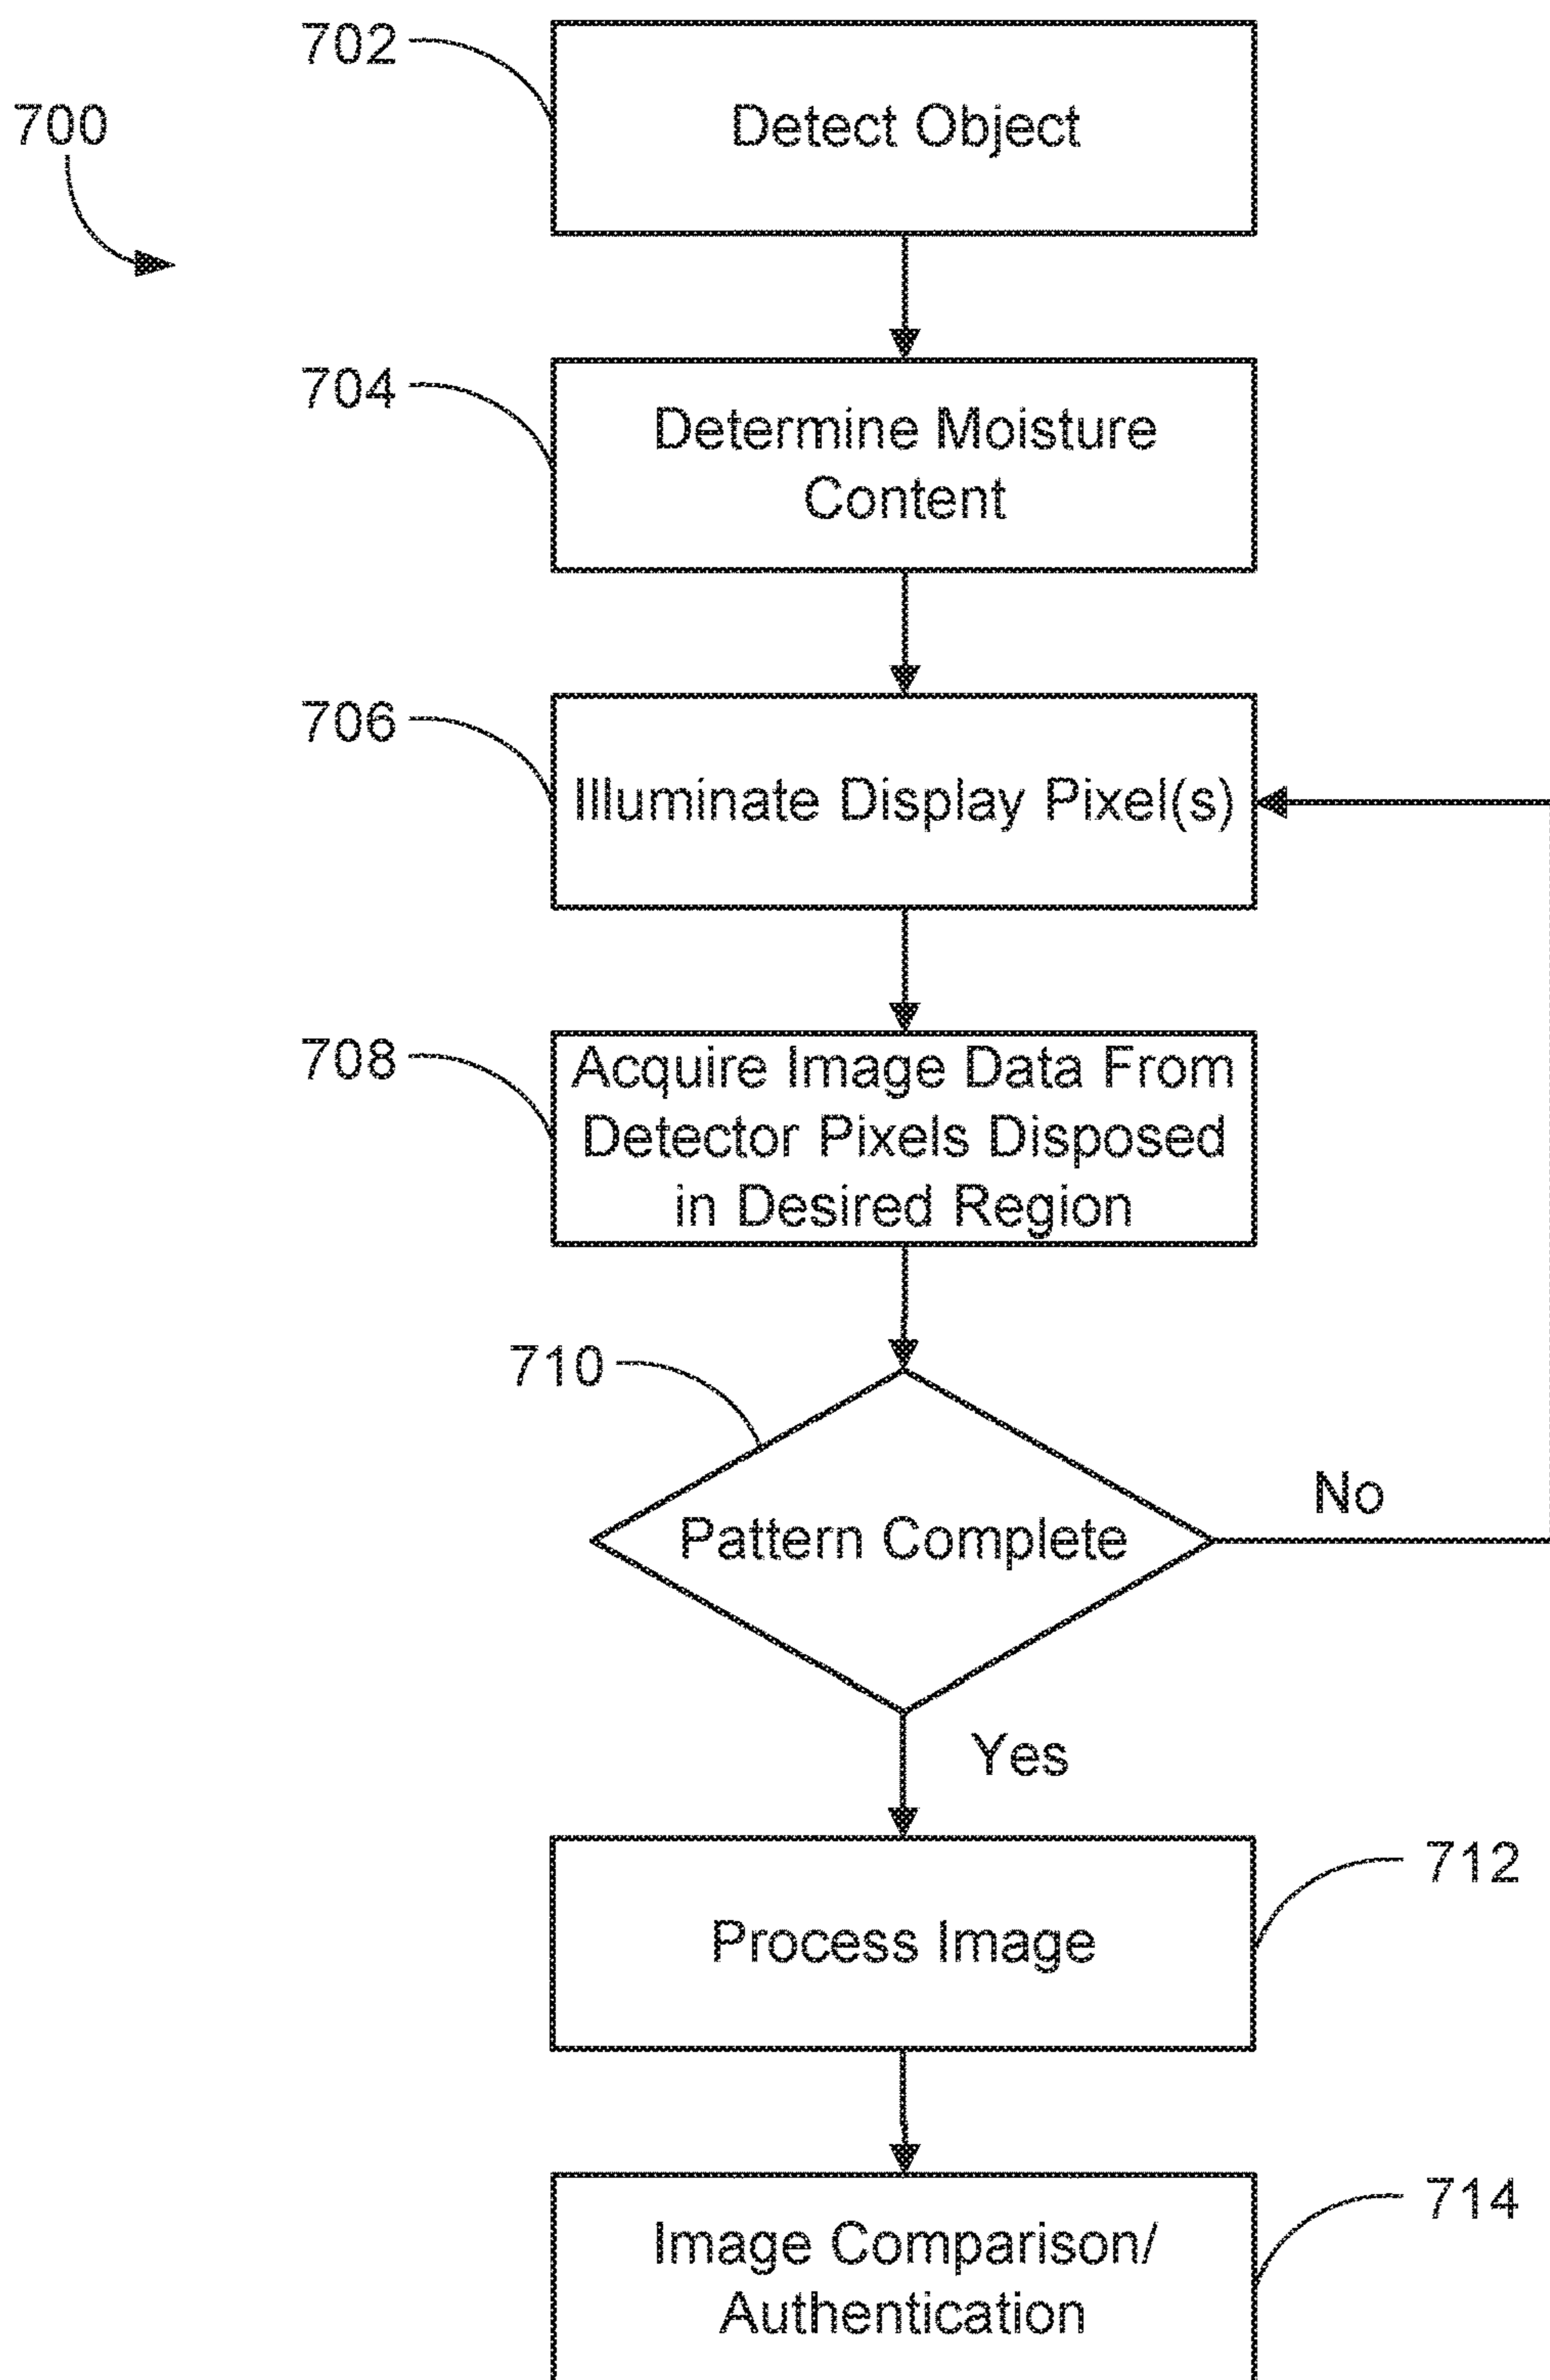 702
700
Detect Object
704
Determine Moisture
Content
706
Illuminate Display Pixel(s)
708
Acquire Image Data From
Detector Pixels Disposed
in Desired Region
710
Pattern Complete
No
Yes
712
Process Image
714
Image Comparison/
Authentication